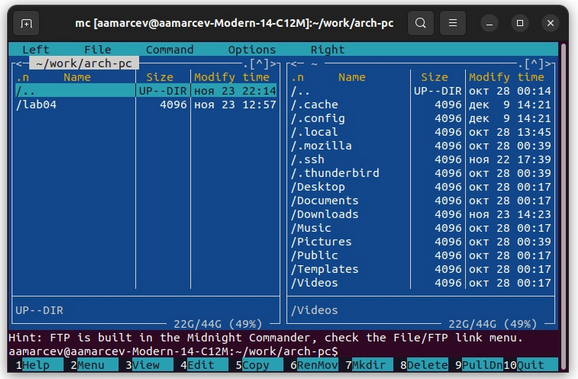 mc [aamarcev@aamarcev-Modern-14-C12M]:~/work/arch-pc
Left File Command Options Right
<- ~/work/arch-pc .[^]>
.n Name Size Modify time
/.. UP--DIR ноя 23 22:14
/lab04 4096 ноя 23 12:57
UP--DIR
22G/44G (49%)
<- ~ .[^]>
.n Name Size Modify time
/.. UP--DIR окт 28 00:14
/.cache 4096 дек 9 14:21
/.config 4096 дек 9 14:21
/.local 4096 окт 28 13:45
/.mozilla 4096 окт 28 00:39
/.ssh 4096 ноя 22 17:39
/.thunderbird 4096 окт 28 00:39
/Desktop 4096 окт 28 00:17
/Documents 4096 окт 28 00:17
/Downloads 4096 ноя 23 14:23
/Music 4096 окт 28 00:17
/Pictures 4096 окт 28 00:39
/Public 4096 окт 28 00:17
/Templates 4096 окт 28 00:17
/Videos 4096 окт 28 00:17
/Videos
22G/44G (49%)
Hint: FTP is built in the Midnight Commander, check the File/FTP link menu.
aamarcev@aamarcev-Modern-14-C12M:~/work/arch-pc$
1Help 2Menu 3View 4Edit 5Copy 6RenMov 7Mkdir 8Delete 9PullDn 10Quit